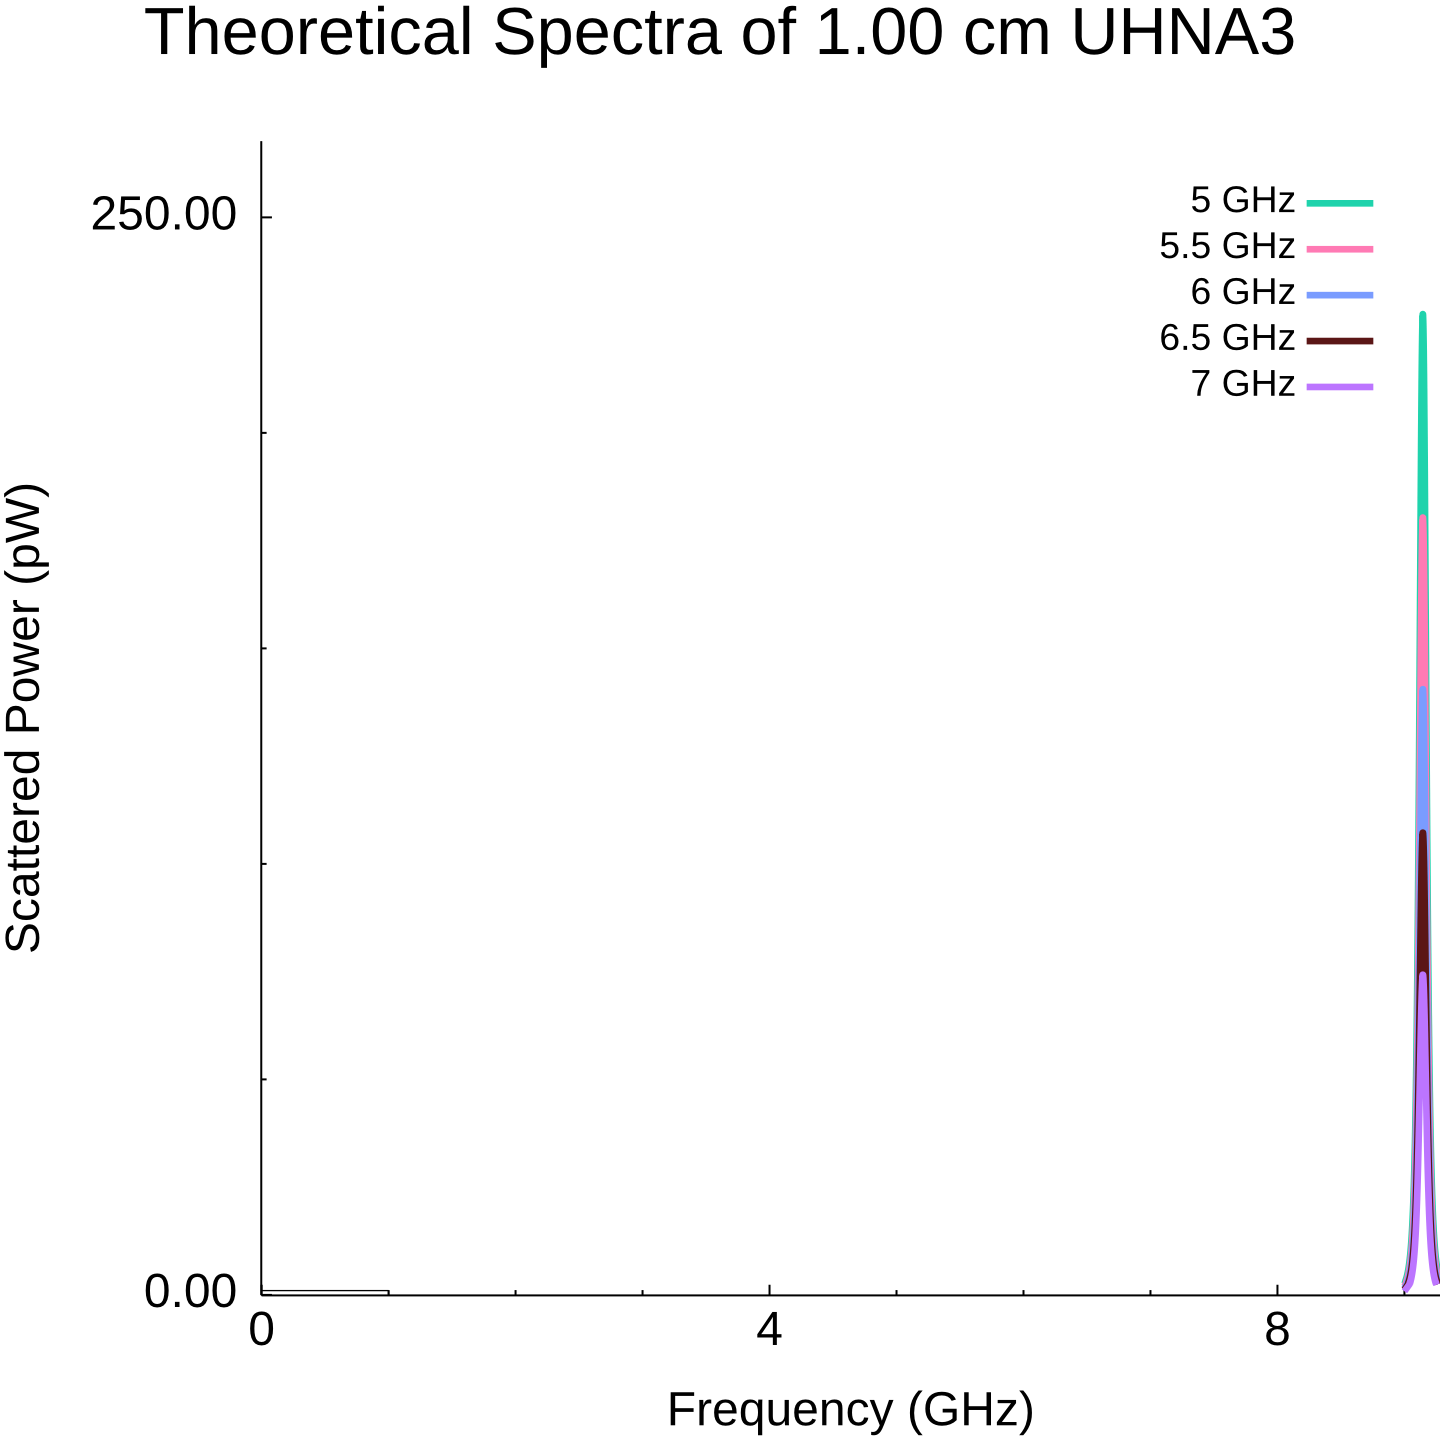 Theoretical Spectra of 1.00 cm UHNA3
250.00
5 GHz
5.5 GHz
6 GHz
6.5 GHz
7 GHz
Scattered Power (pW)
0.00
0 4 8
Frequency (GHz)